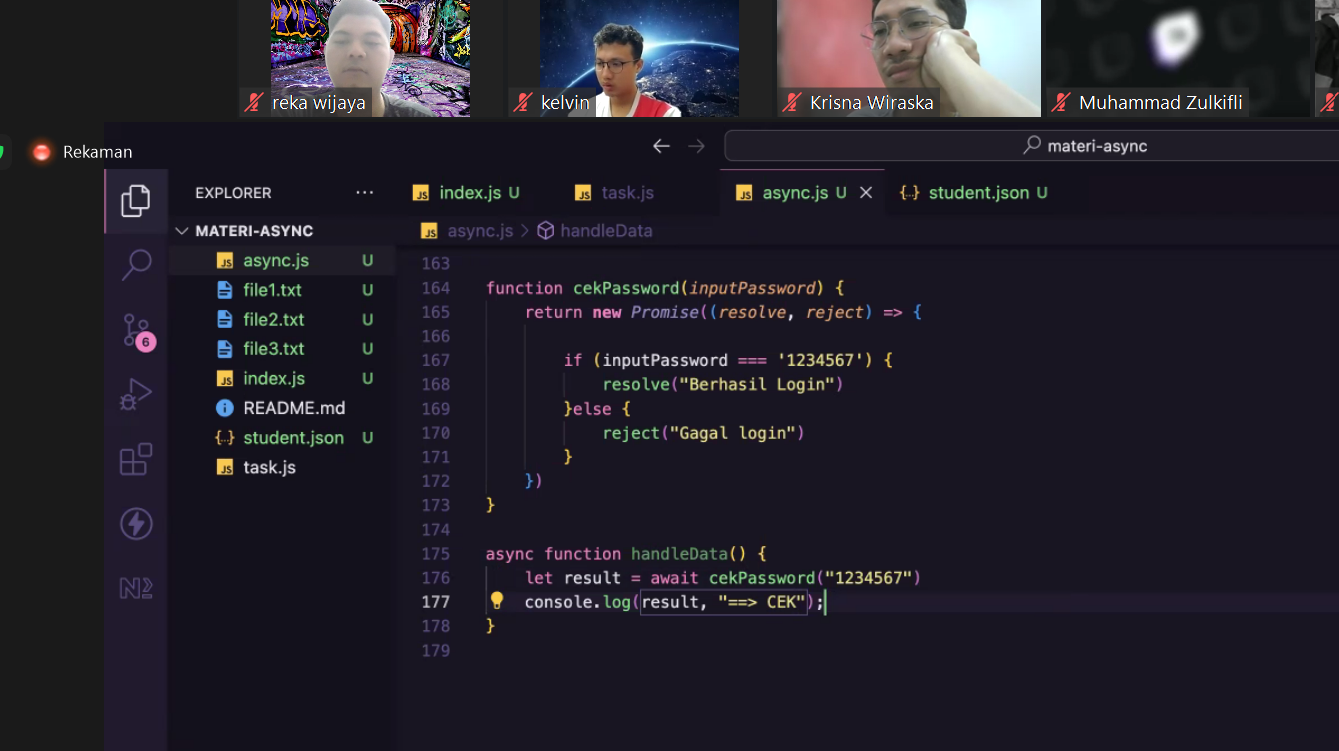 reka wijaya
kelvin
Krisna Wiraska
Muhammad Zulkifli
Rekaman
materi-async
EXPLORER ...
index.js U
task.js
async.js U
{..} student.json U
MATERI-ASYNC
async.js > handleData
async.js U
file1.txt U
file2.txt U
file3.txt U
index.js U
README.md
{..} student.json U
task.js
6
N
163
164 function cekPassword(inputPassword) {
165 return new Promise((resolve, reject) => {
166
167 if (inputPassword === '1234567') {
168 resolve("Berhasil Login")
169 }else {
170 reject("Gagal login")
171 }
172 })
173 }
174
175 async function handleData() {
176 let result = await cekPassword("1234567")
177 console.log(result, "==> CEK");
178 }
179